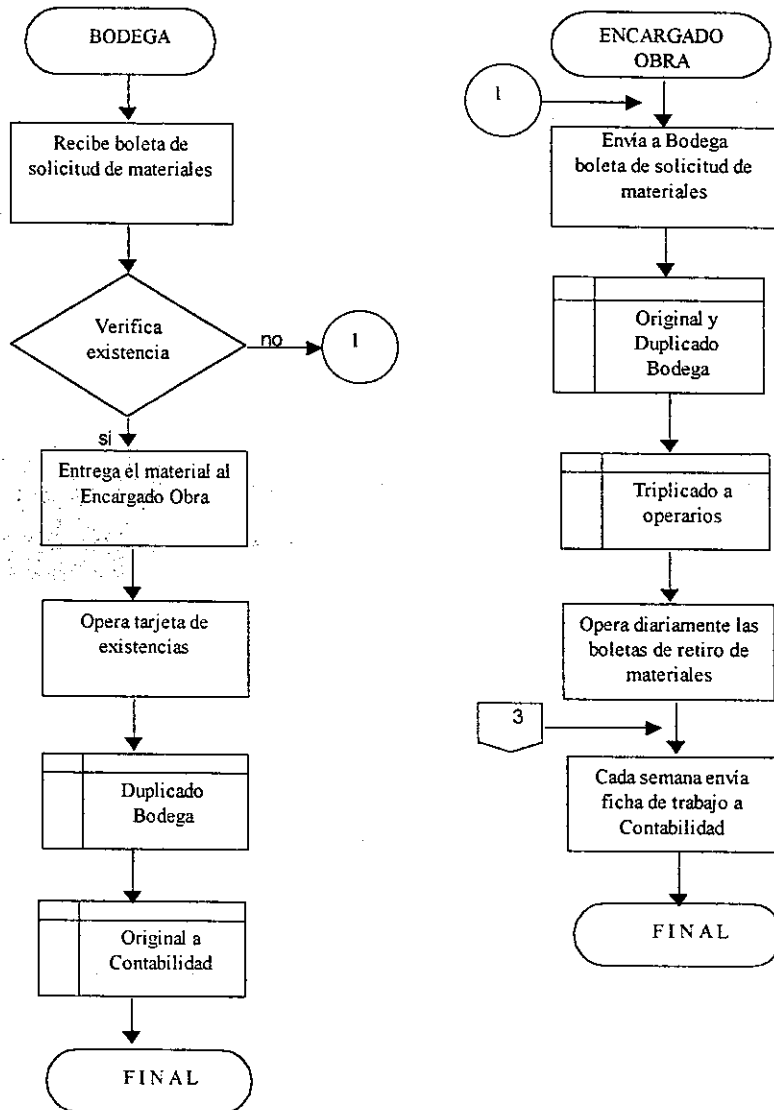 BODEGA
Recibe boleta de
solicitud de materiales
Verifica
existencia
no
1
si
Entrega el material al
Encargado Obra
Opera tarjeta de
existencias
Duplicado
Bodega
Original a
Contabilidad
FINAL
ENCARGADO
OBRA
1
Envía a Bodega
boleta de solicitud de
materiales
Original y
Duplicado
Bodega
Triplicado a
operarios
Opera diariamente las
boletas de retiro de
materiales
3
Cada semana envía
ficha de trabajo a
Contabilidad
FINAL